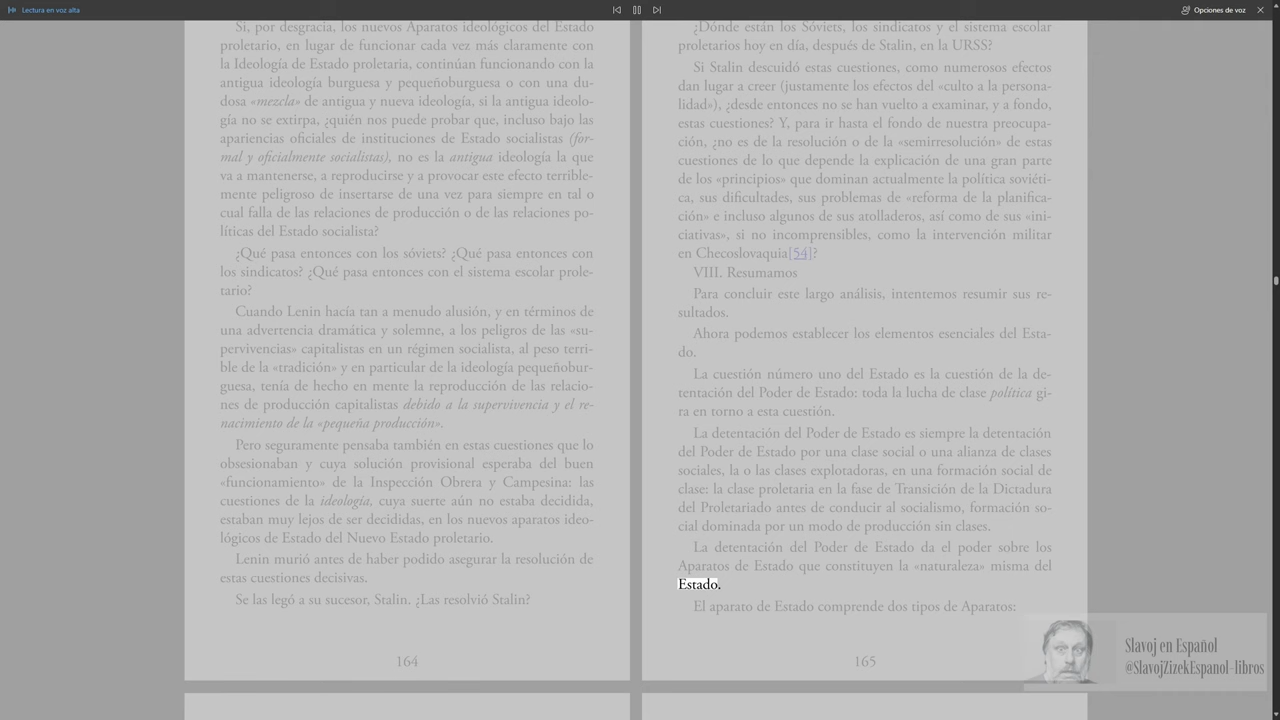 Lectura en voz alta
Opciones de voz
Si, por desgracia, los nuevos Aparatos ideológicos del Estado
proletario, en lugar de funcionar cada vez más claramente con
la Ideología de Estado proletaria, continúan funcionando con la
antigua ideología burguesa y pequeñoburguesa o con una du-
dosa «mezcla» de antigua y nueva ideología, si la antigua ideolo-
gía no se extirpa, ¿quién nos puede probar que, incluso bajo las
apariencias oficiales de instituciones de Estado socialistas (for-
mal y oficialmente socialistas), no es la antigua ideología la que
va a mantenerse, a reproducirse y a provocar este efecto terrible-
mente peligroso de insertarse de una vez para siempre en tal o
cual falla de las relaciones de producción o de las relaciones po-
líticas del Estado socialista?
¿Qué pasa entonces con los sóviets? ¿Qué pasa entonces con
los sindicatos? ¿Qué pasa entonces con el sistema escolar prole-
tario?
Cuando Lenin hacía tan a menudo alusión, y en términos de
una advertencia dramática y solemne, a los peligros de las «su-
pervivencias» capitalistas en un régimen socialista, al peso terri-
ble de la «tradición» y en particular de la ideología pequeñobur-
guesa, tenía de hecho en mente la reproducción de las relacio-
nes de producción capitalistas debido a la supervivencia y el re-
nacimiento de la «pequeña producción».
Pero seguramente pensaba también en estas cuestiones que lo
obsesionaban y cuya solución provisional esperaba del buen
«funcionamiento» de la Inspección Obrera y Campesina: las
cuestiones de la ideología, cuya suerte aún no estaba decidida,
estaban muy lejos de ser decididas, en los nuevos aparatos ideo-
lógicos de Estado del Nuevo Estado proletario.
Lenin murió antes de haber podido asegurar la resolución de
estas cuestiones decisivas.
Se las legó a su sucesor, Stalin. ¿Las resolvió Stalin?
164
¿Dónde están los Sóviets, los sindicatos y el sistema escolar
proletarios hoy en día, después de Stalin, en la URSS?
Si Stalin descuidó estas cuestiones, como numerosos efectos
dan lugar a creer (justamente los efectos del «culto a la persona-
lidad»), ¿desde entonces no se han vuelto a examinar, y a fondo,
estas cuestiones? Y, para ir hasta el fondo de nuestra preocupa-
ción, ¿no es de la resolución o de la «semirresolución» de estas
cuestiones de lo que depende la explicación de una gran parte
de los «principios» que dominan actualmente la política soviéti-
ca, sus dificultades, sus problemas de «reforma de la planifica-
ción» e incluso algunos de sus atolladeros, así como de sus «ini-
ciativas», si no incomprensibles, como la intervención militar
en Checoslovaquia[54]?
VIII. Resumamos
Para concluir este largo análisis, intentemos resumir sus re-
sultados.
Ahora podemos establecer los elementos esenciales del Esta-
do.
La cuestión número uno del Estado es la cuestión de la de-
tentación del Poder de Estado: toda la lucha de clase política gi-
ra en torno a esta cuestión.
La detentación del Poder de Estado es siempre la detentación
del Poder de Estado por una clase social o una alianza de clases
sociales, la o las clases explotadoras, en una formación social de
clase: la clase proletaria en la fase de Transición de la Dictadura
del Proletariado antes de conducir al socialismo, formación so-
cial dominada por un modo de producción sin clases.
La detentación del Poder de Estado da el poder sobre los
Aparatos de Estado que constituyen la «naturaleza» misma del
Estado.
El aparato de Estado comprende dos tipos de Aparatos:
165
Slavoj en Español
@SlavojZizekEspanol-libros